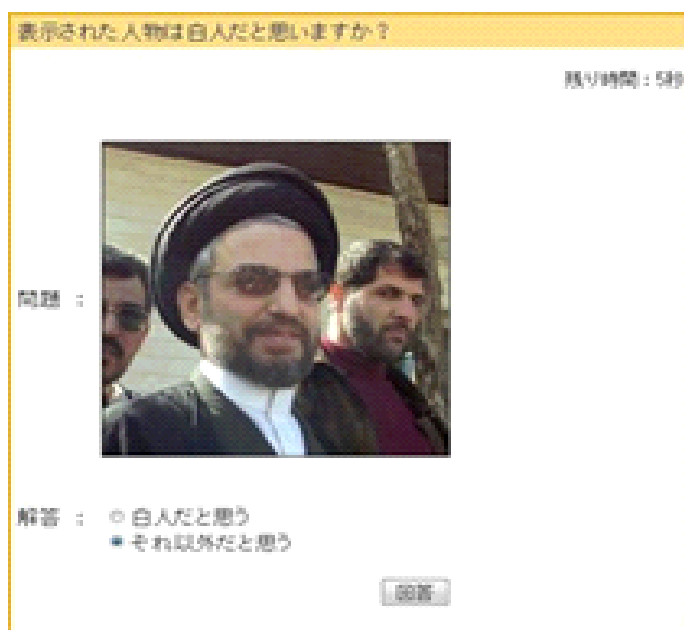 表示された人物は白人だと思いますか？
残り時間：5秒
問題 ：
解答 ：
白人だと思う
それ以外だと思う
回答